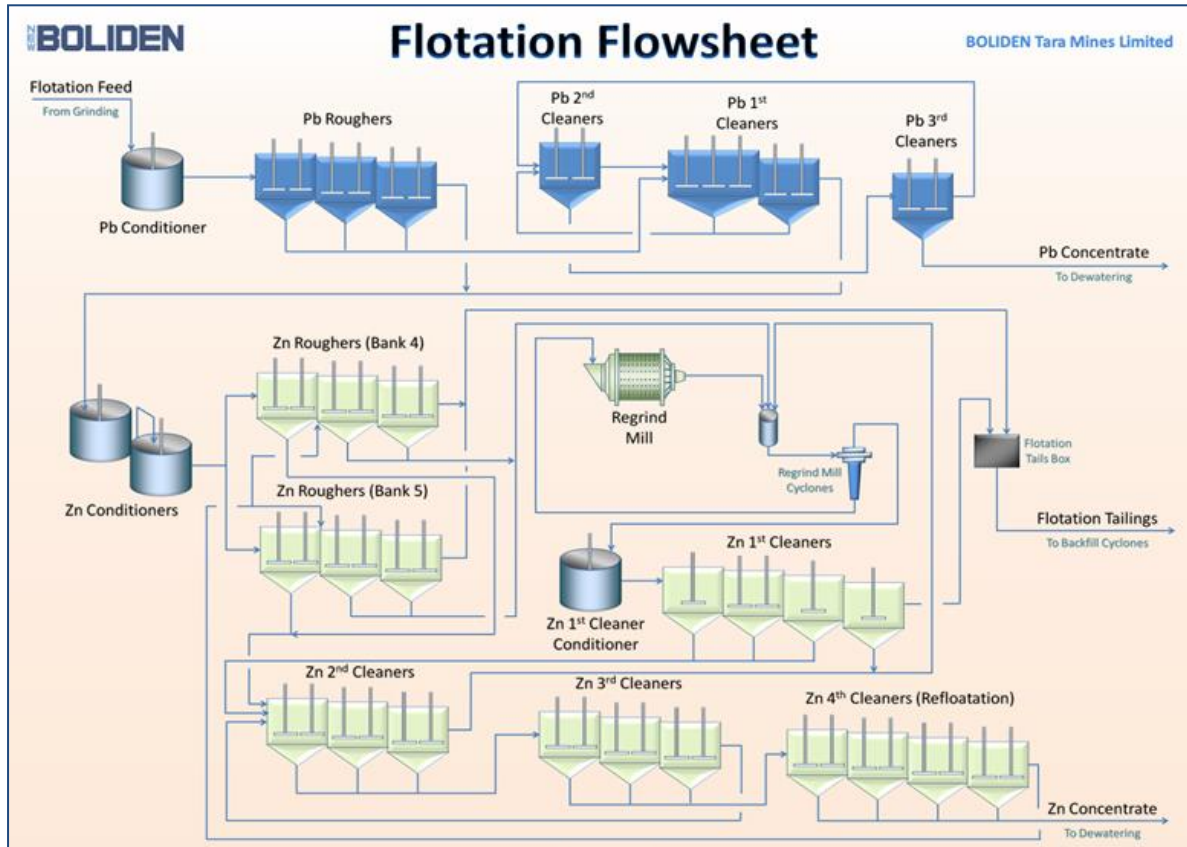 NEW BOLIDEN
Flotation Flowsheet
BOLIDEN Tara Mines Limited
Flotation Feed
From Grinding
Pb Roughers
Pb 2nd
Cleaners
Pb 1st
Cleaners
Pb 3rd
Cleaners
Pb Conditioner
Pb Concentrate
To Dewatering
Zn Roughers (Bank 4)
Regrind
Mill
Regrind Mill
Cyclones
Flotation
Tails Box
Zn Conditioners
Zn Roughers (Bank 5)
Flotation Tailings
To Backfill Cyclones
Zn 1st Cleaners
Zn 1st Cleaner
Conditioner
Zn 2nd Cleaners
Zn 3rd Cleaners
Zn 4th Cleaners (Refloatation)
Zn Concentrate
To Dewatering